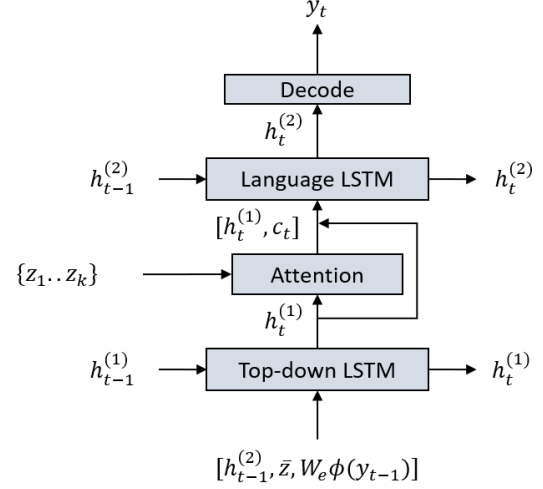 y_t
Decode
h_t^{(2)}
h_{t-1}^{(2)} Language LSTM h_t^{(2)}
[h_t^{(1)}, c_t]
{z_1..z_k} Attention
h_t^{(1)}
h_{t-1}^{(1)} Top-down LSTM h_t^{(1)}
[h_{t-1}^{(2)}, z̄, W_e ϕ(y_{t-1})]